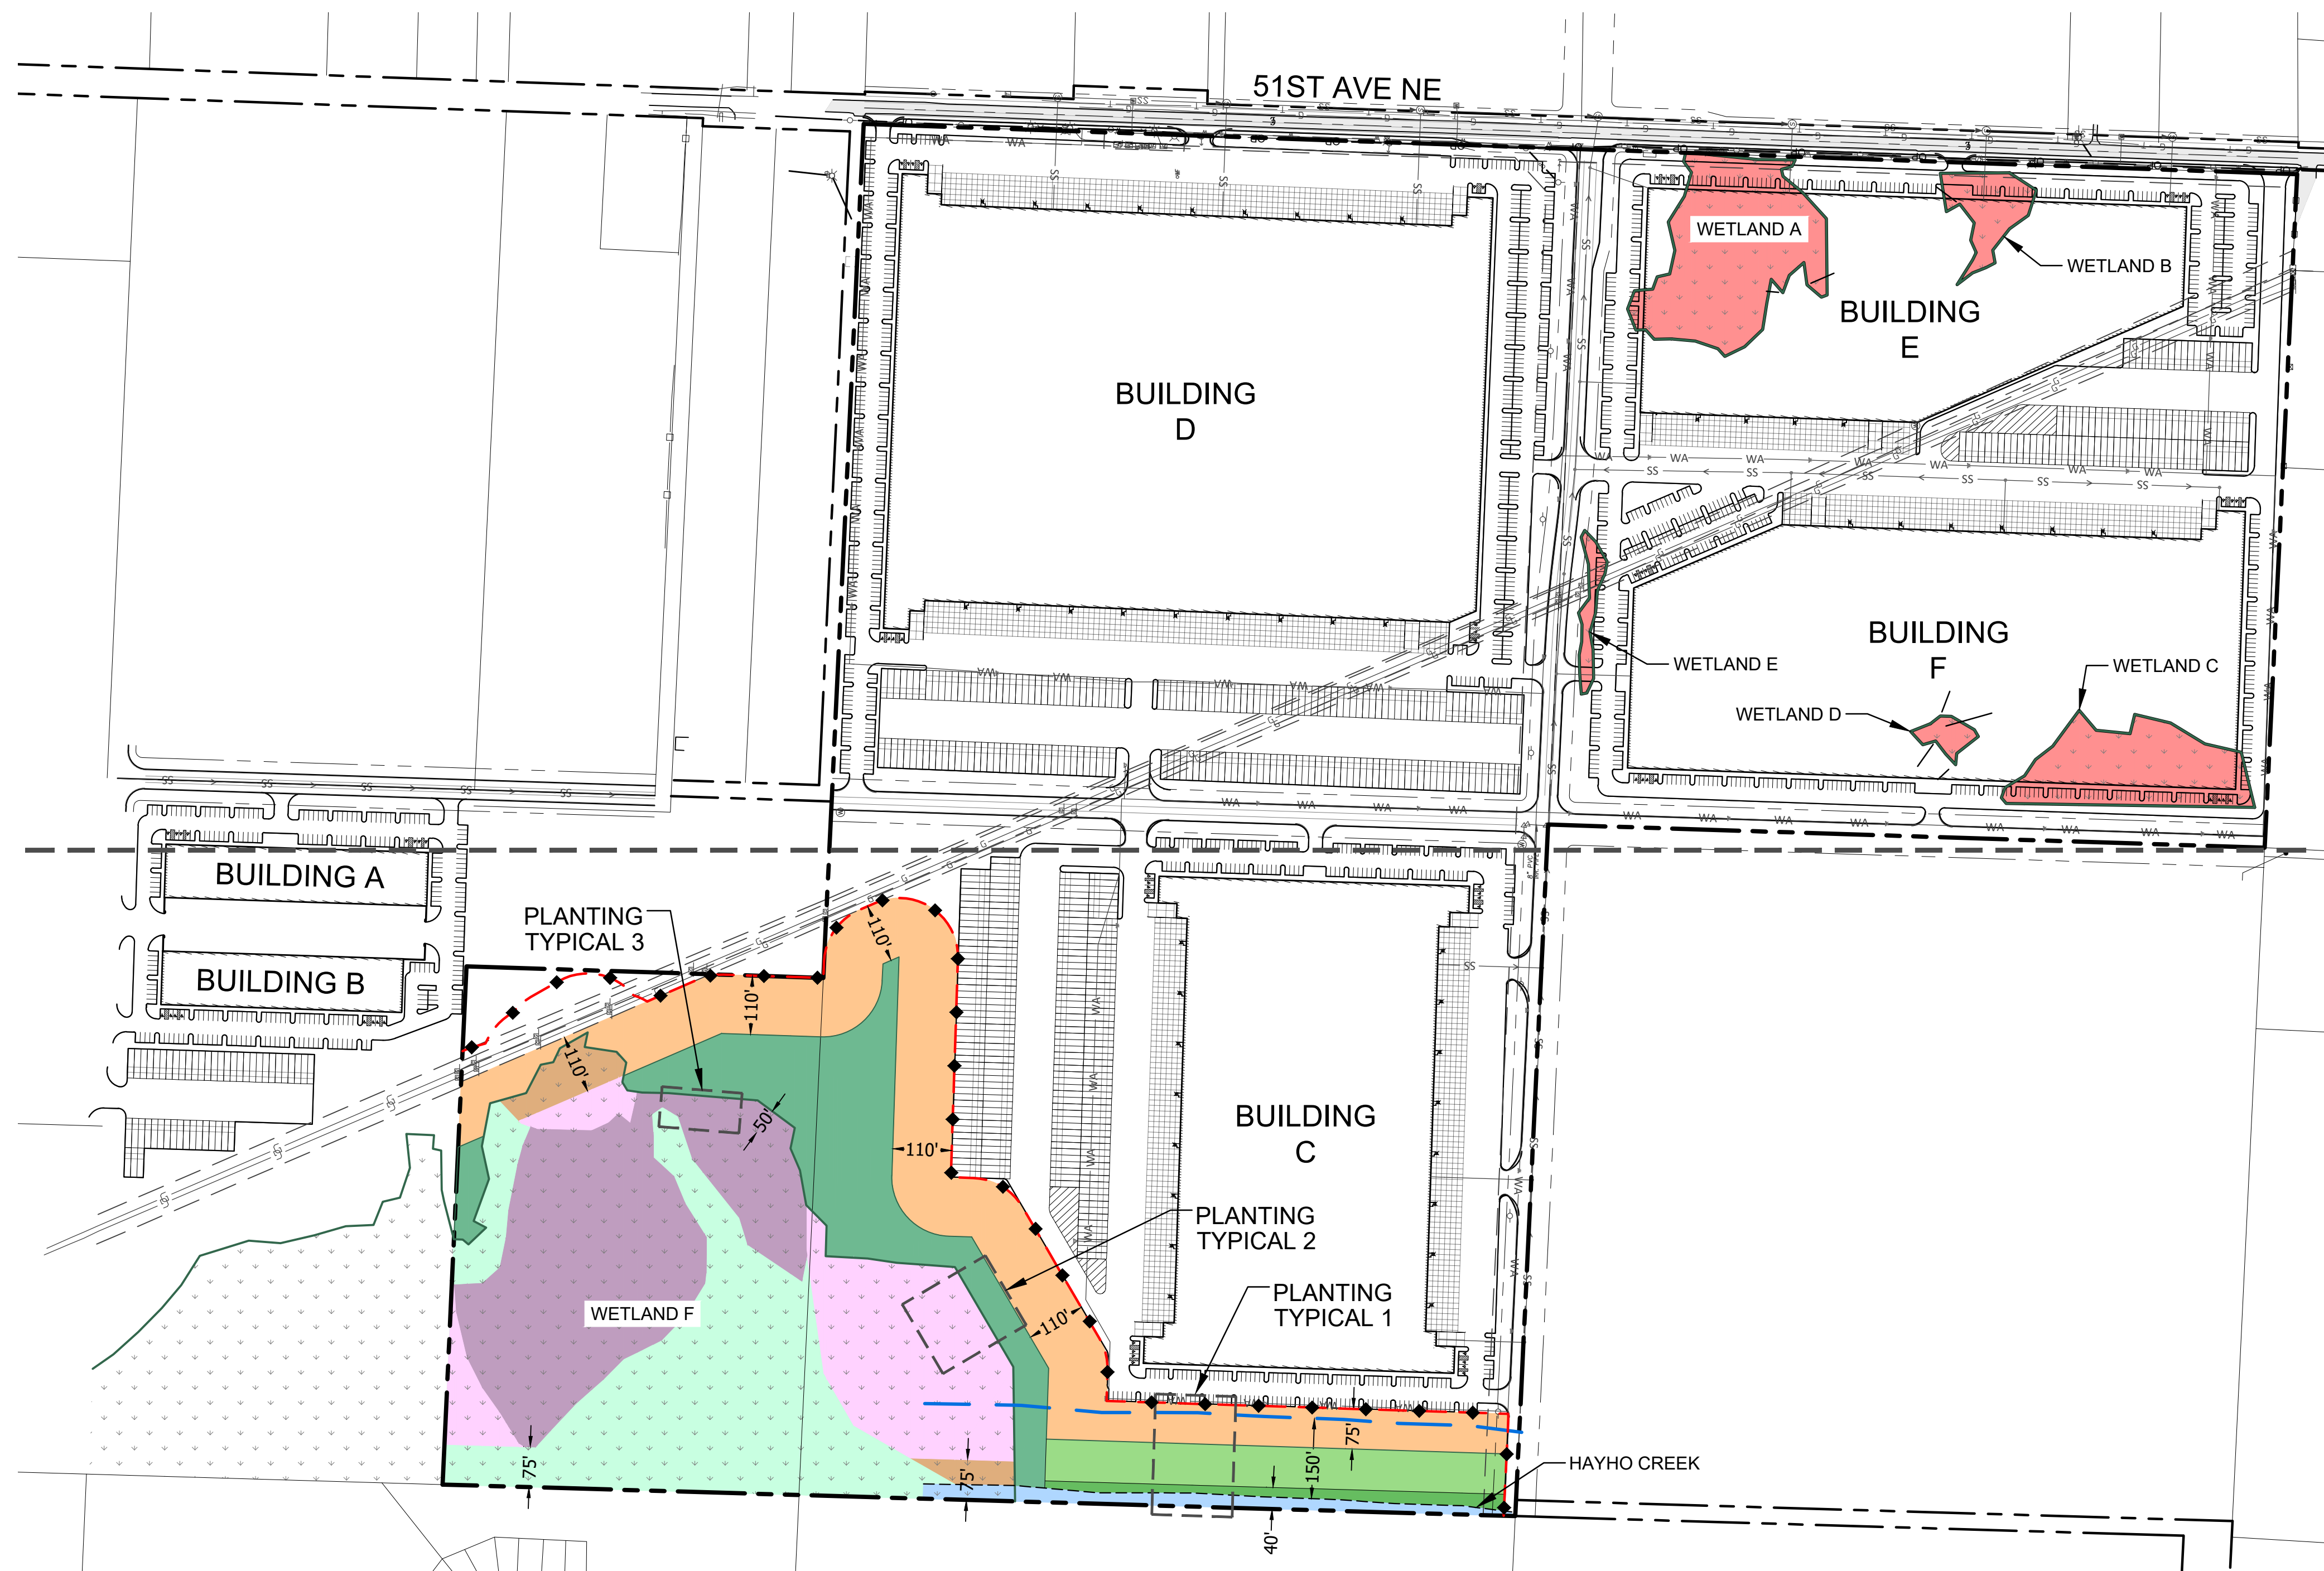 51ST AVE NE
WETLAND A
WETLAND B
BUILDING
E
BUILDING
D
BUILDING
F
WETLAND E
WETLAND C
WETLAND D
BUILDING A
BUILDING B
PLANTING
TYPICAL 3
110'
110'
110'
50'
110'
BUILDING
C
PLANTING
TYPICAL 2
PLANTING
TYPICAL 1
WETLAND F
110'
75'
75'
75'
150'
HAYHO CREEK
40'